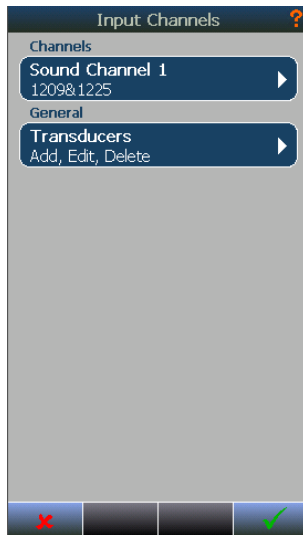 Input Channels ?
Channels
Sound Channel 1
1209&1225
General
Transducers
Add, Edit, Delete